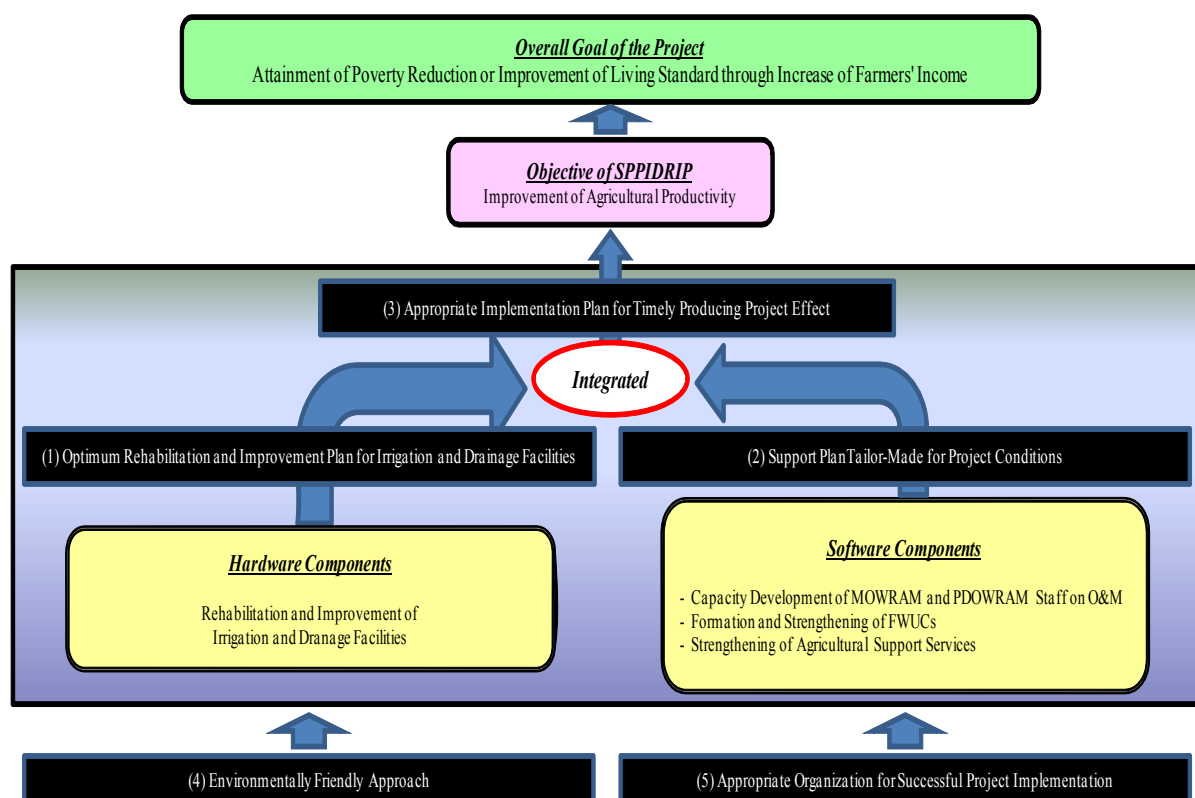 Overall Goal of the Project
Attainment of Poverty Reduction or Improvement of Living Standard through Increase of Farmers' Income
Objective of SPPIDRIP
Improvement of Agricultural Productivity
(3) Appropriate Implementation Plan for Timely Producing Project Effect
Integrated
(1) Optimum Rehabilitation and Improvement Plan for Irrigation and Drainage Facilities
(2) Support Plan Tailor-Made for Project Conditions
Hardware Components
Rehabilitation and Improvement of
Irrigation and Dranage Facilities
Software Components
- Capacity Development of MOWRAM and PDOWRAM Staff on O&M
- Formation and Strengthening of FWUCs
- Strengthening of Agricultural Support Services
(4) Environmentally Friendly Approach
(5) Appropriate Organization for Successful Project Implementation